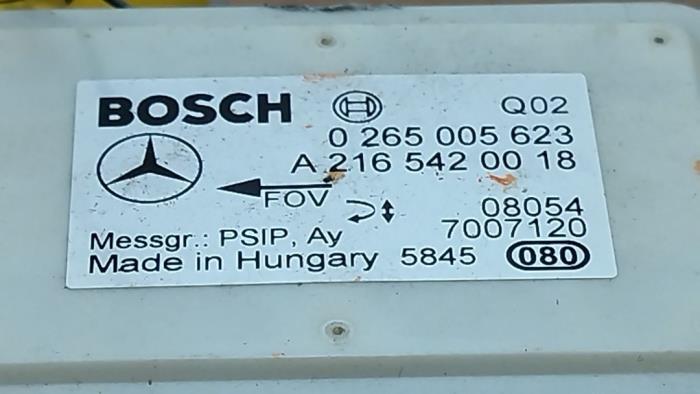 BOSCH Q02
0 265 005 623
A 216 542 00 18
FOV
08054
7007120
Messgr.: PSIP, Ay
Made in Hungary 5845 080